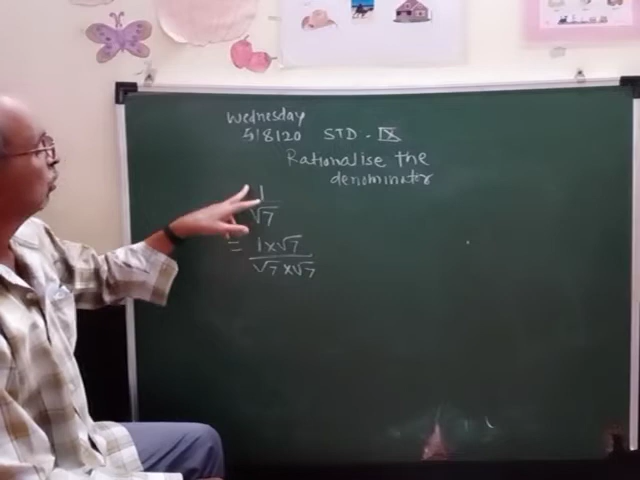 Wednesday
5/8/20 STD - IX
Rationalise the
denominator
1
√7
= 1×√7
√7×√7